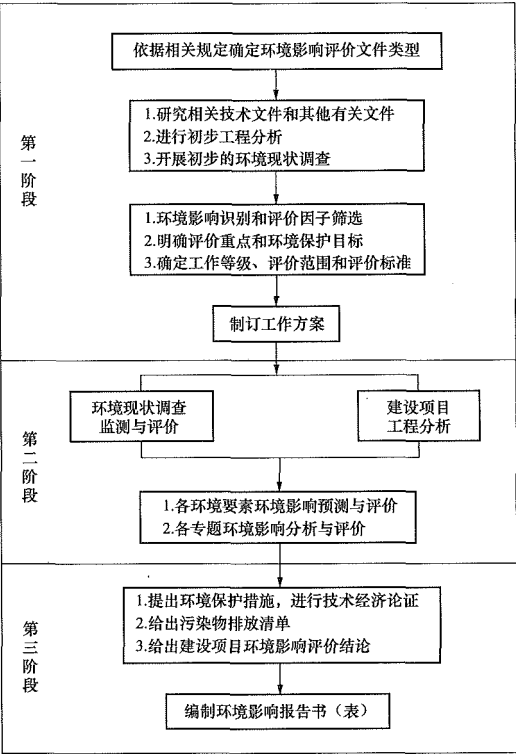 第一阶段
依据相关规定确定环境影响评价文件类型
1.研究相关技术文件和其他有关文件
2.进行初步工程分析
3.开展初步的环境现状调查
1.环境影响识别和评价因子筛选
2.明确评价重点和环境保护目标
3.确定工作等级、评价范围和评价标准
制订工作方案
第二阶段
环境现状调查
监测与评价
建设项目
工程分析
1.各环境要素环境影响预测与评价
2.各专题环境影响分析与评价
第三阶段
1.提出环境保护措施，进行技术经济论证
2.给出污染物排放清单
3.给出建设项目环境影响评价结论
编制环境影响报告书（表）